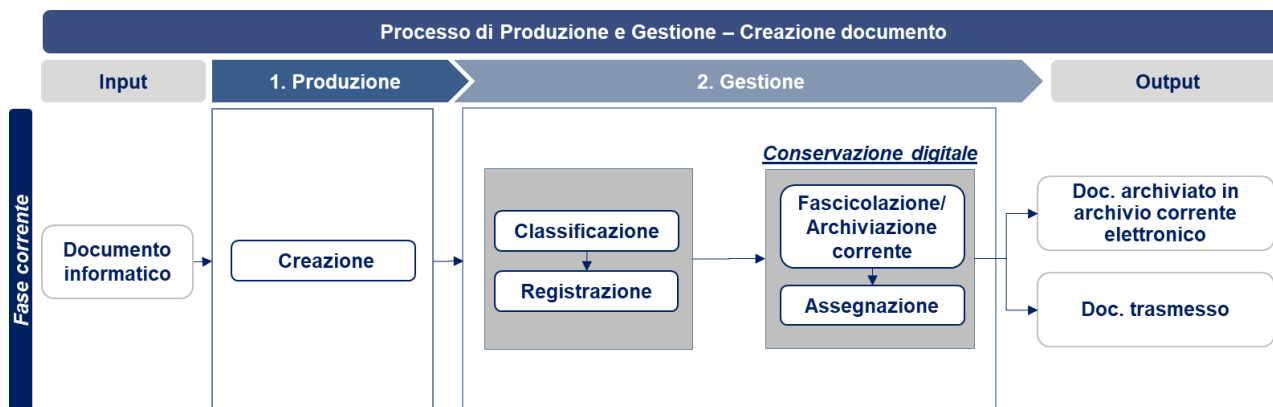 Processo di Produzione e Gestione – Creazione documento
Input
1. Produzione
2. Gestione
Output
Fase corrente
Documento
informatico
Creazione
Classificazione
Registrazione
Conservazione digitale
Fascicolazione/
Archiviazione
corrente
Assegnazione
Doc. archiviato in
archivio corrente
elettronico
Doc. trasmesso